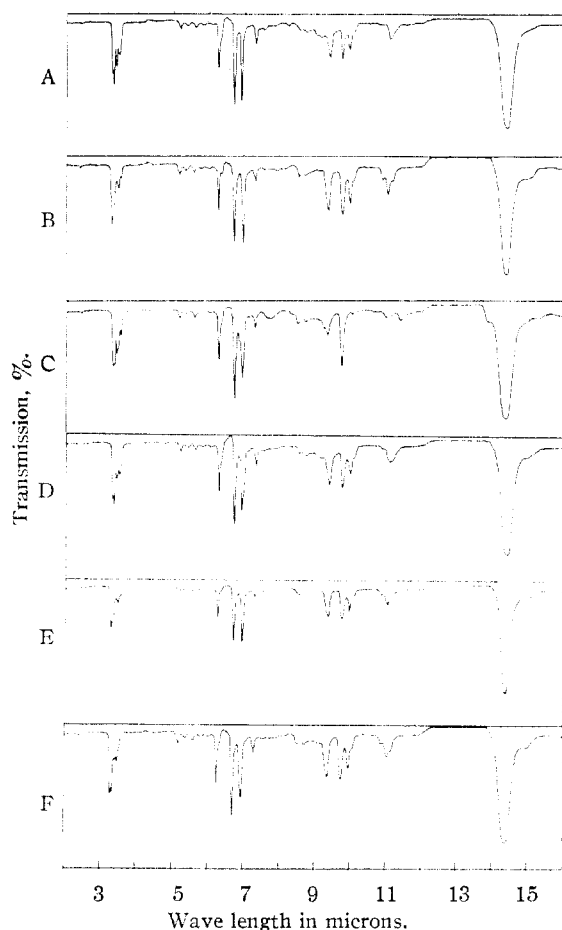 A
B
C
D
E
F
Transmission, %.
3 5 7 9 11 13 15
Wave length in microns.